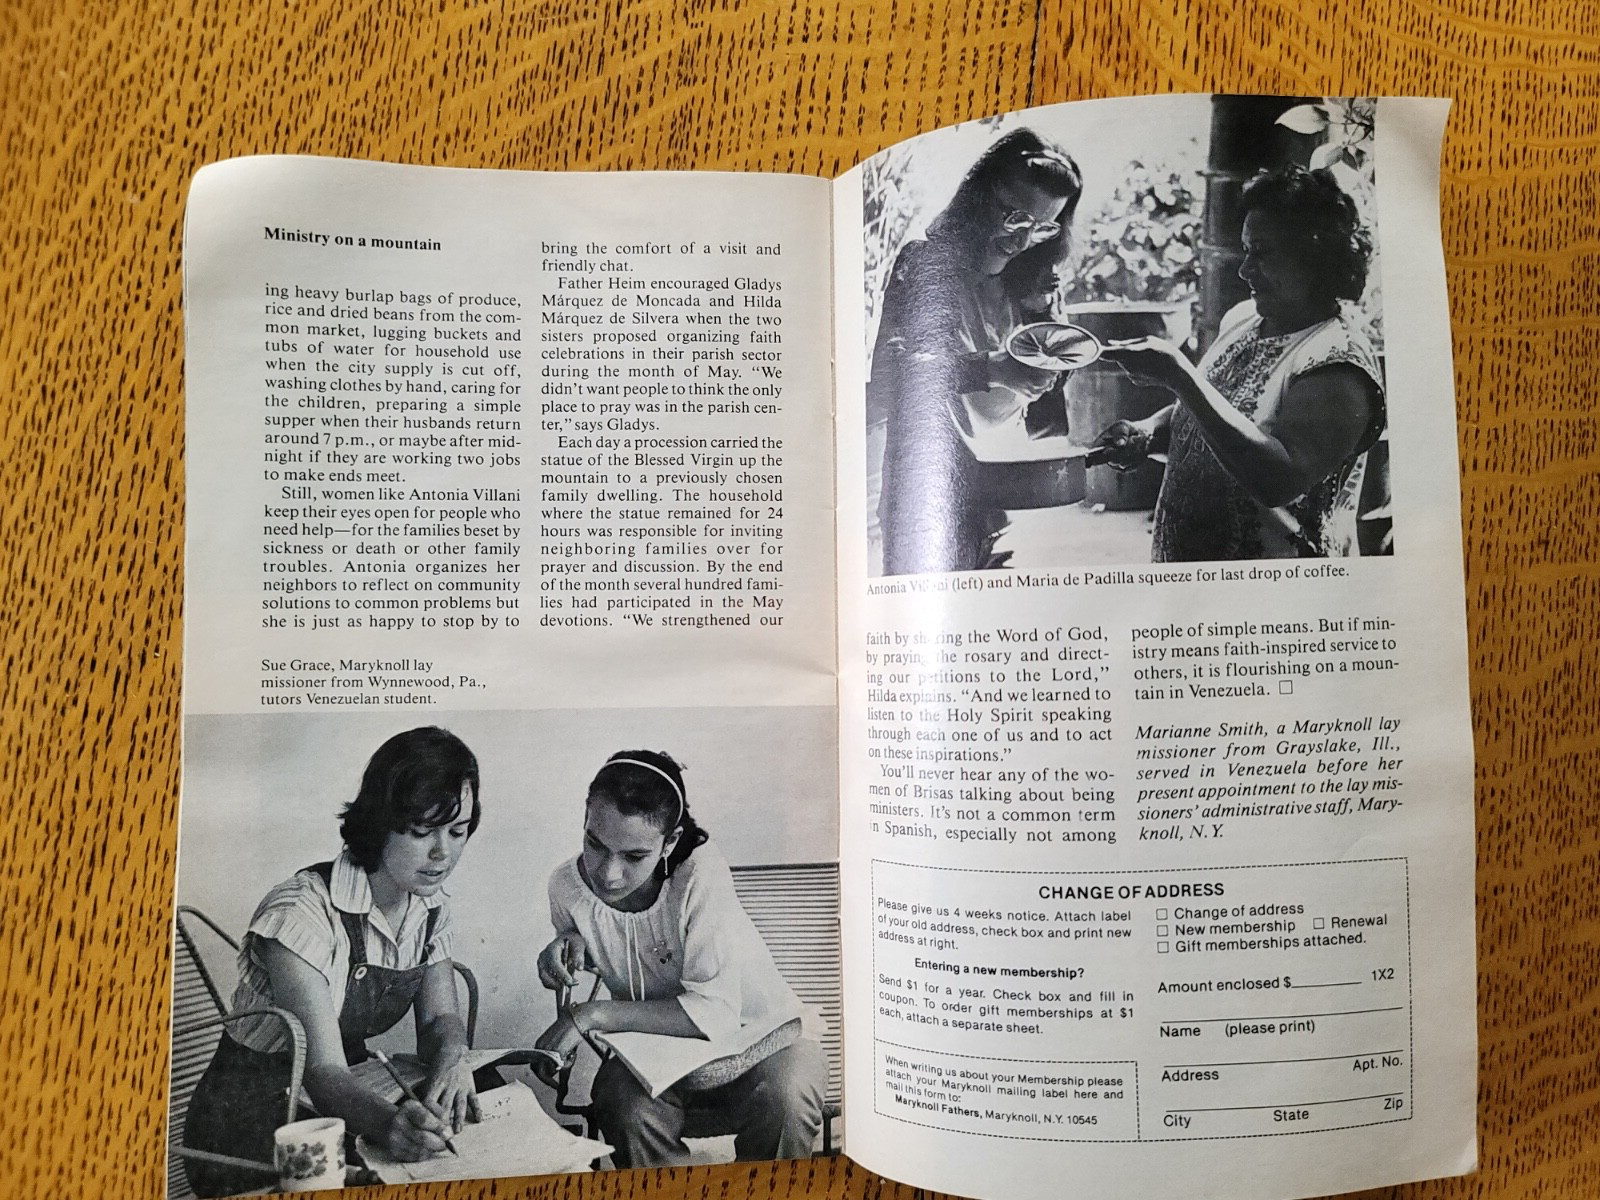 Ministry on a mountain
ing heavy burlap bags of produce,
rice and dried beans from the com-
mon market, lugging buckets and
tubs of water for household use
when the city supply is cut off,
washing clothes by hand, caring for
the children, preparing a simple
supper when their husbands return
around 7 p.m., or maybe after mid-
night if they are working two jobs
to make ends meet.
Still, women like Antonia Villani
keep their eyes open for people who
need help—for the families beset by
sickness or death or other family
troubles. Antonia organizes her
neighbors to reflect on community
solutions to common problems but
she is just as happy to stop by to
bring the comfort of a visit and
friendly chat.
Father Heim encouraged Gladys
Márquez de Moncada and Hilda
Márquez de Silvera when the two
sisters proposed organizing faith
celebrations in their parish sector
during the month of May. “We
didn’t want people to think the only
place to pray was in the parish cen-
ter,” says Gladys.
Each day a procession carried the
statue of the Blessed Virgin up the
mountain to a previously chosen
family dwelling. The household
where the statue remained for 24
hours was responsible for inviting
neighboring families over for
prayer and discussion. By the end
of the month several hundred fami-
lies had participated in the May
devotions. “We strengthened our
Sue Grace, Maryknoll lay
missioner from Wynnewood, Pa.,
tutors Venezuelan student.
Antonia Villani (left) and Maria de Padilla squeeze for last drop of coffee.
faith by sharing the Word of God,
by praying the rosary and direct-
ing our petitions to the Lord,”
Hilda explains. “And we learned to
listen to the Holy Spirit speaking
through each one of us and to act
on these inspirations.”
You’ll never hear any of the wo-
men of Brisas talking about being
ministers. It’s not a common term
in Spanish, especially not among
people of simple means. But if min-
istry means faith-inspired service to
others, it is flourishing on a moun-
tain in Venezuela. □
Marianne Smith, a Maryknoll lay
missioner from Grayslake, Ill.,
served in Venezuela before her
present appointment to the lay mis-
sioners’ administrative staff, Mary-
knoll, N.Y.
CHANGE OF ADDRESS
Please give us 4 weeks notice. Attach label
of your old address, check box and print new
address at right.
Entering a new membership?
Send $1 for a year. Check box and fill in
coupon. To order gift memberships at $1
each, attach a separate sheet.
When writing us about your Membership please
attach your Maryknoll mailing label here and
mail this form to:
Maryknoll Fathers, Maryknoll, N.Y. 10545
□ Change of address
□ New membership □ Renewal
□ Gift memberships attached.
Amount enclosed $ 1X2
Name (please print)
Address Apt. No.
City State Zip